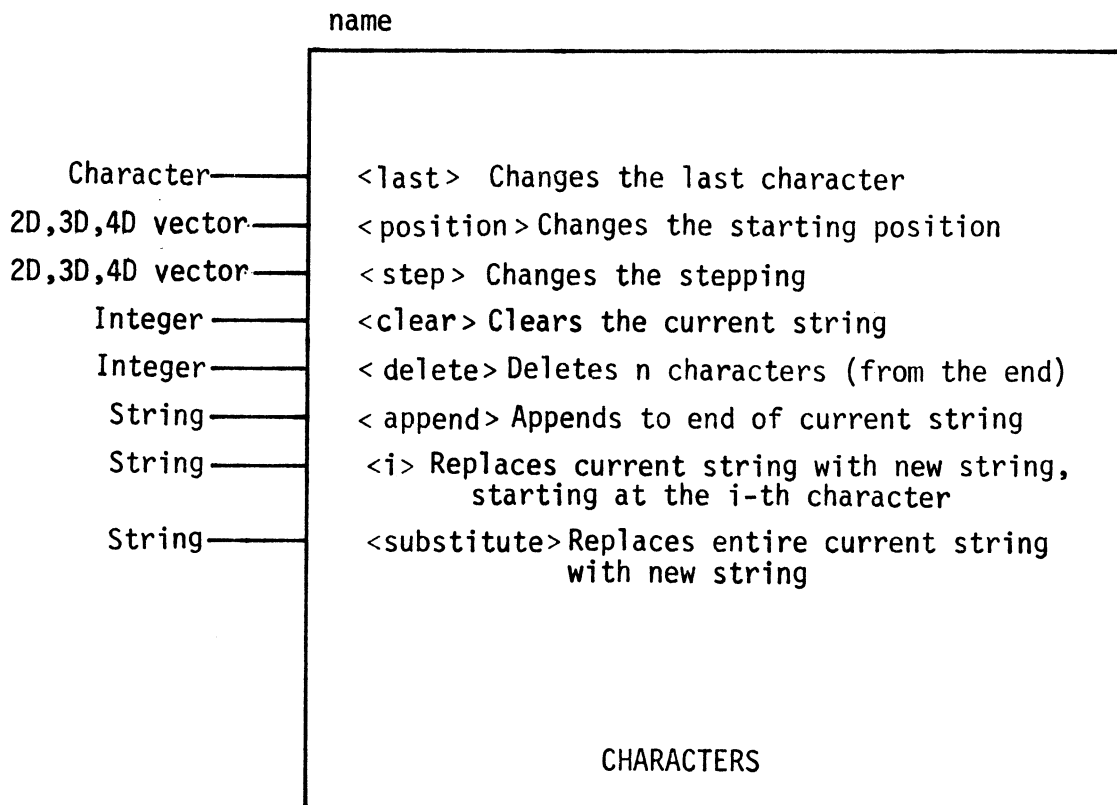 name
Character <last> Changes the last character
2D,3D,4D vector <position> Changes the starting position
2D,3D,4D vector <step> Changes the stepping
Integer <clear> Clears the current string
Integer <delete> Deletes n characters (from the end)
String <append> Appends to end of current string
String <i> Replaces current string with new string,
starting at the i-th character
String <substitute> Replaces entire current string
with new string
CHARACTERS